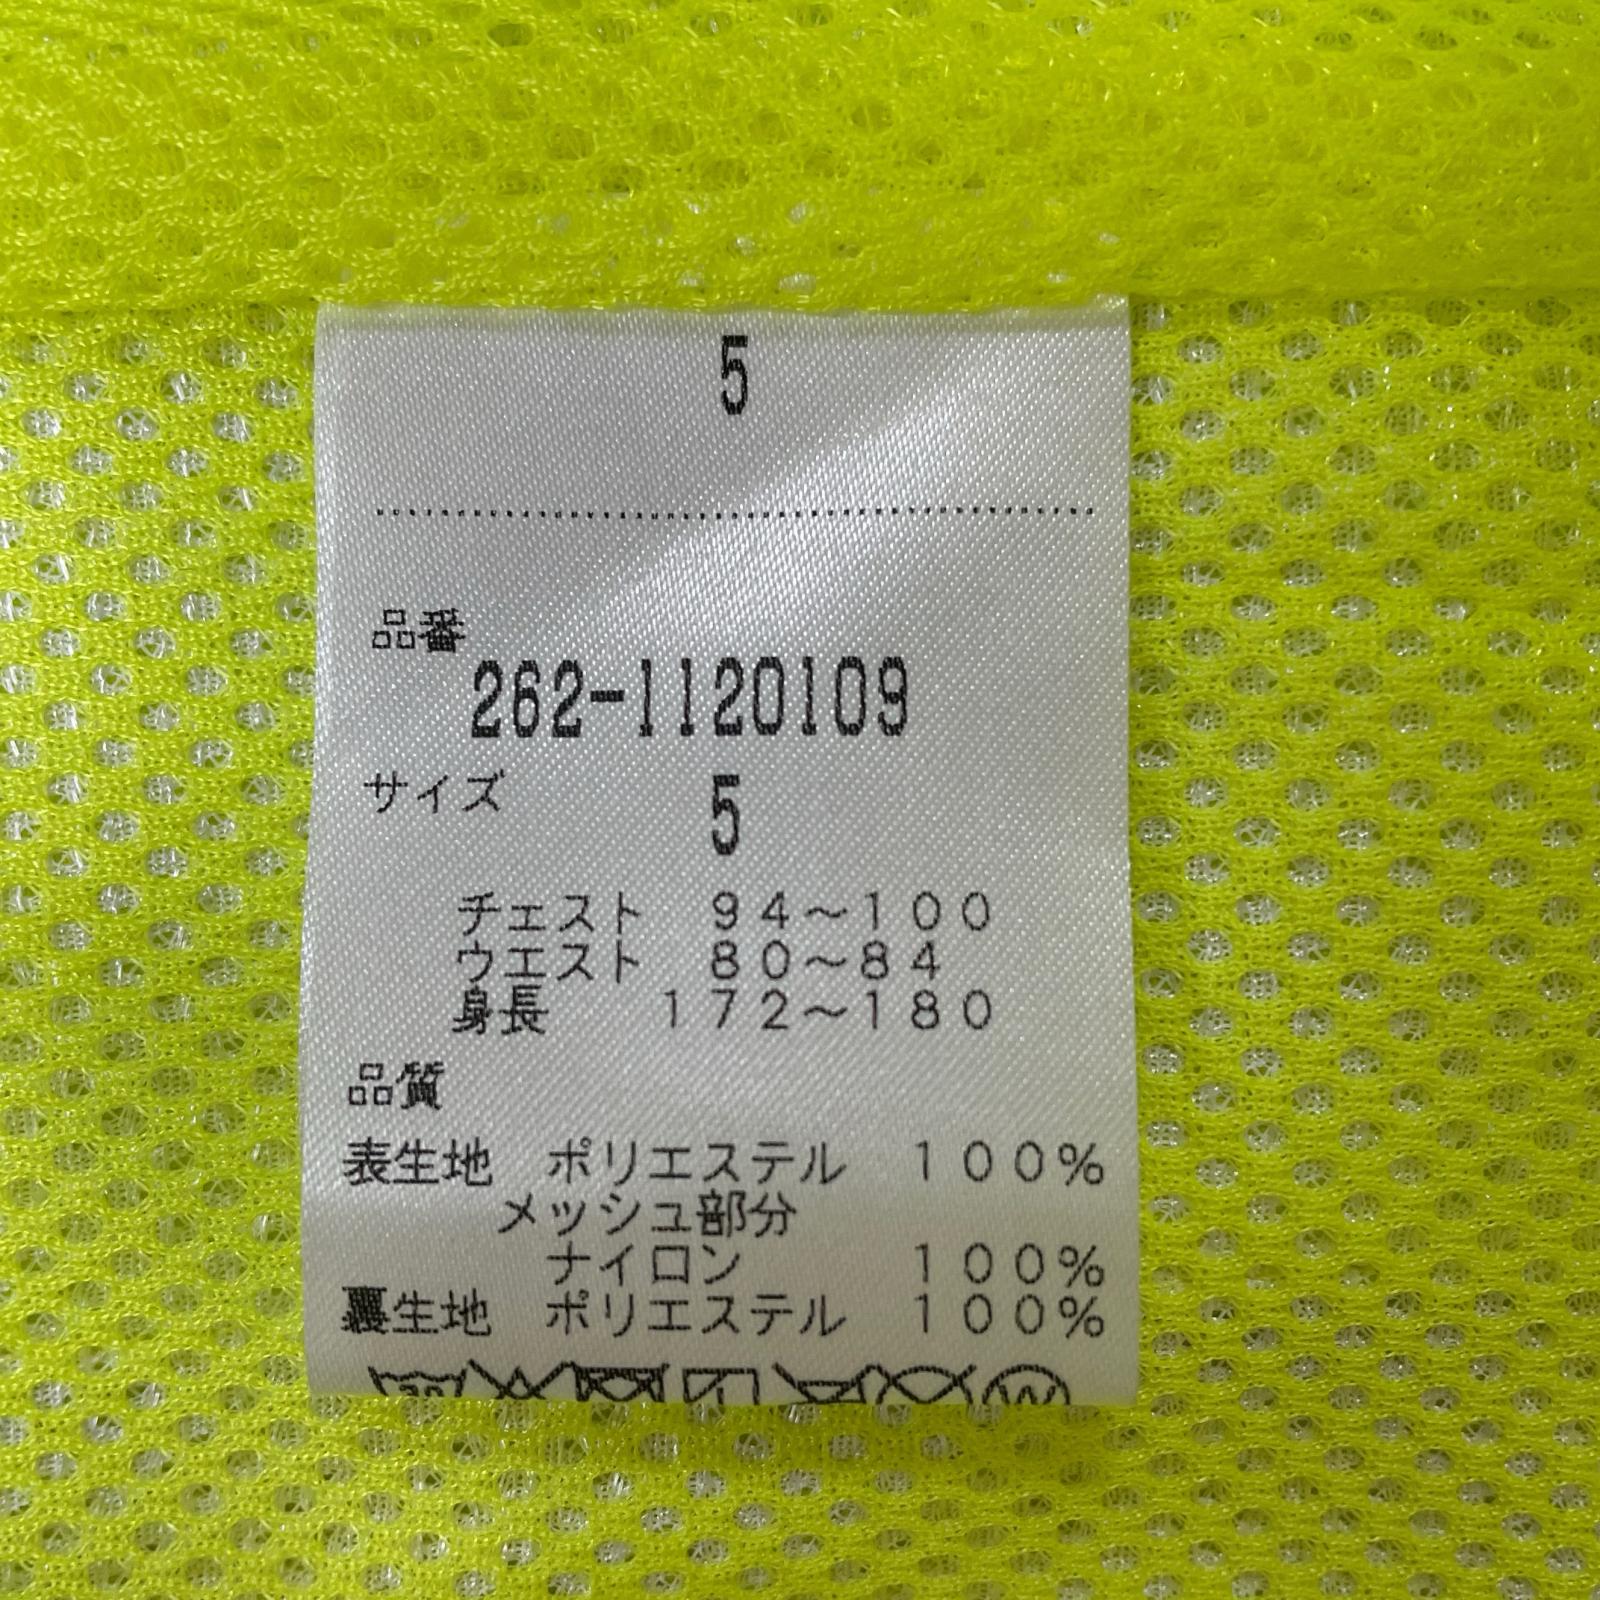 5
品番
262-1120109
サイズ 5
チェスト 94～100
ウエスト 80～84
身長 172～180
品質
表生地 ポリエステル 100%
メッシュ部分
ナイロン 100%
裏生地 ポリエステル 100%